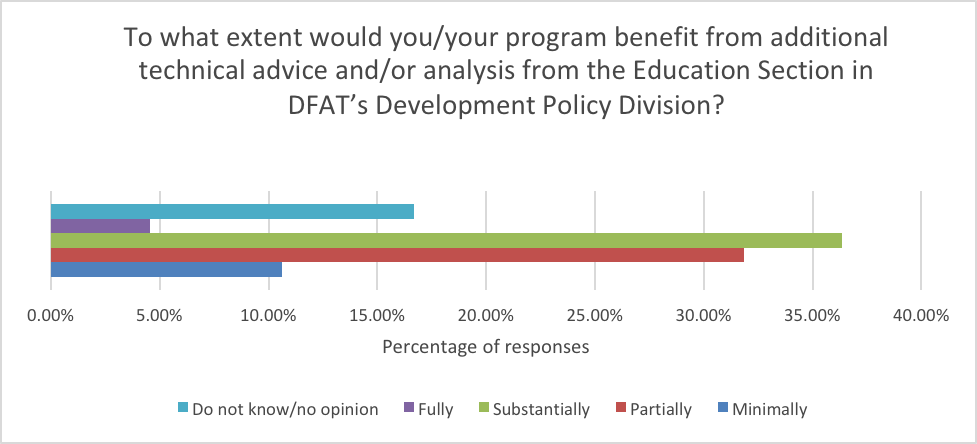 To what extent would you/your program benefit from additional
technical advice and/or analysis from the Education Section in
DFAT’s Development Policy Division?
0.00% 5.00% 10.00% 15.00% 20.00% 25.00% 30.00% 35.00% 40.00%
Percentage of responses
Do not know/no opinion Fully Substantially Partially Minimally